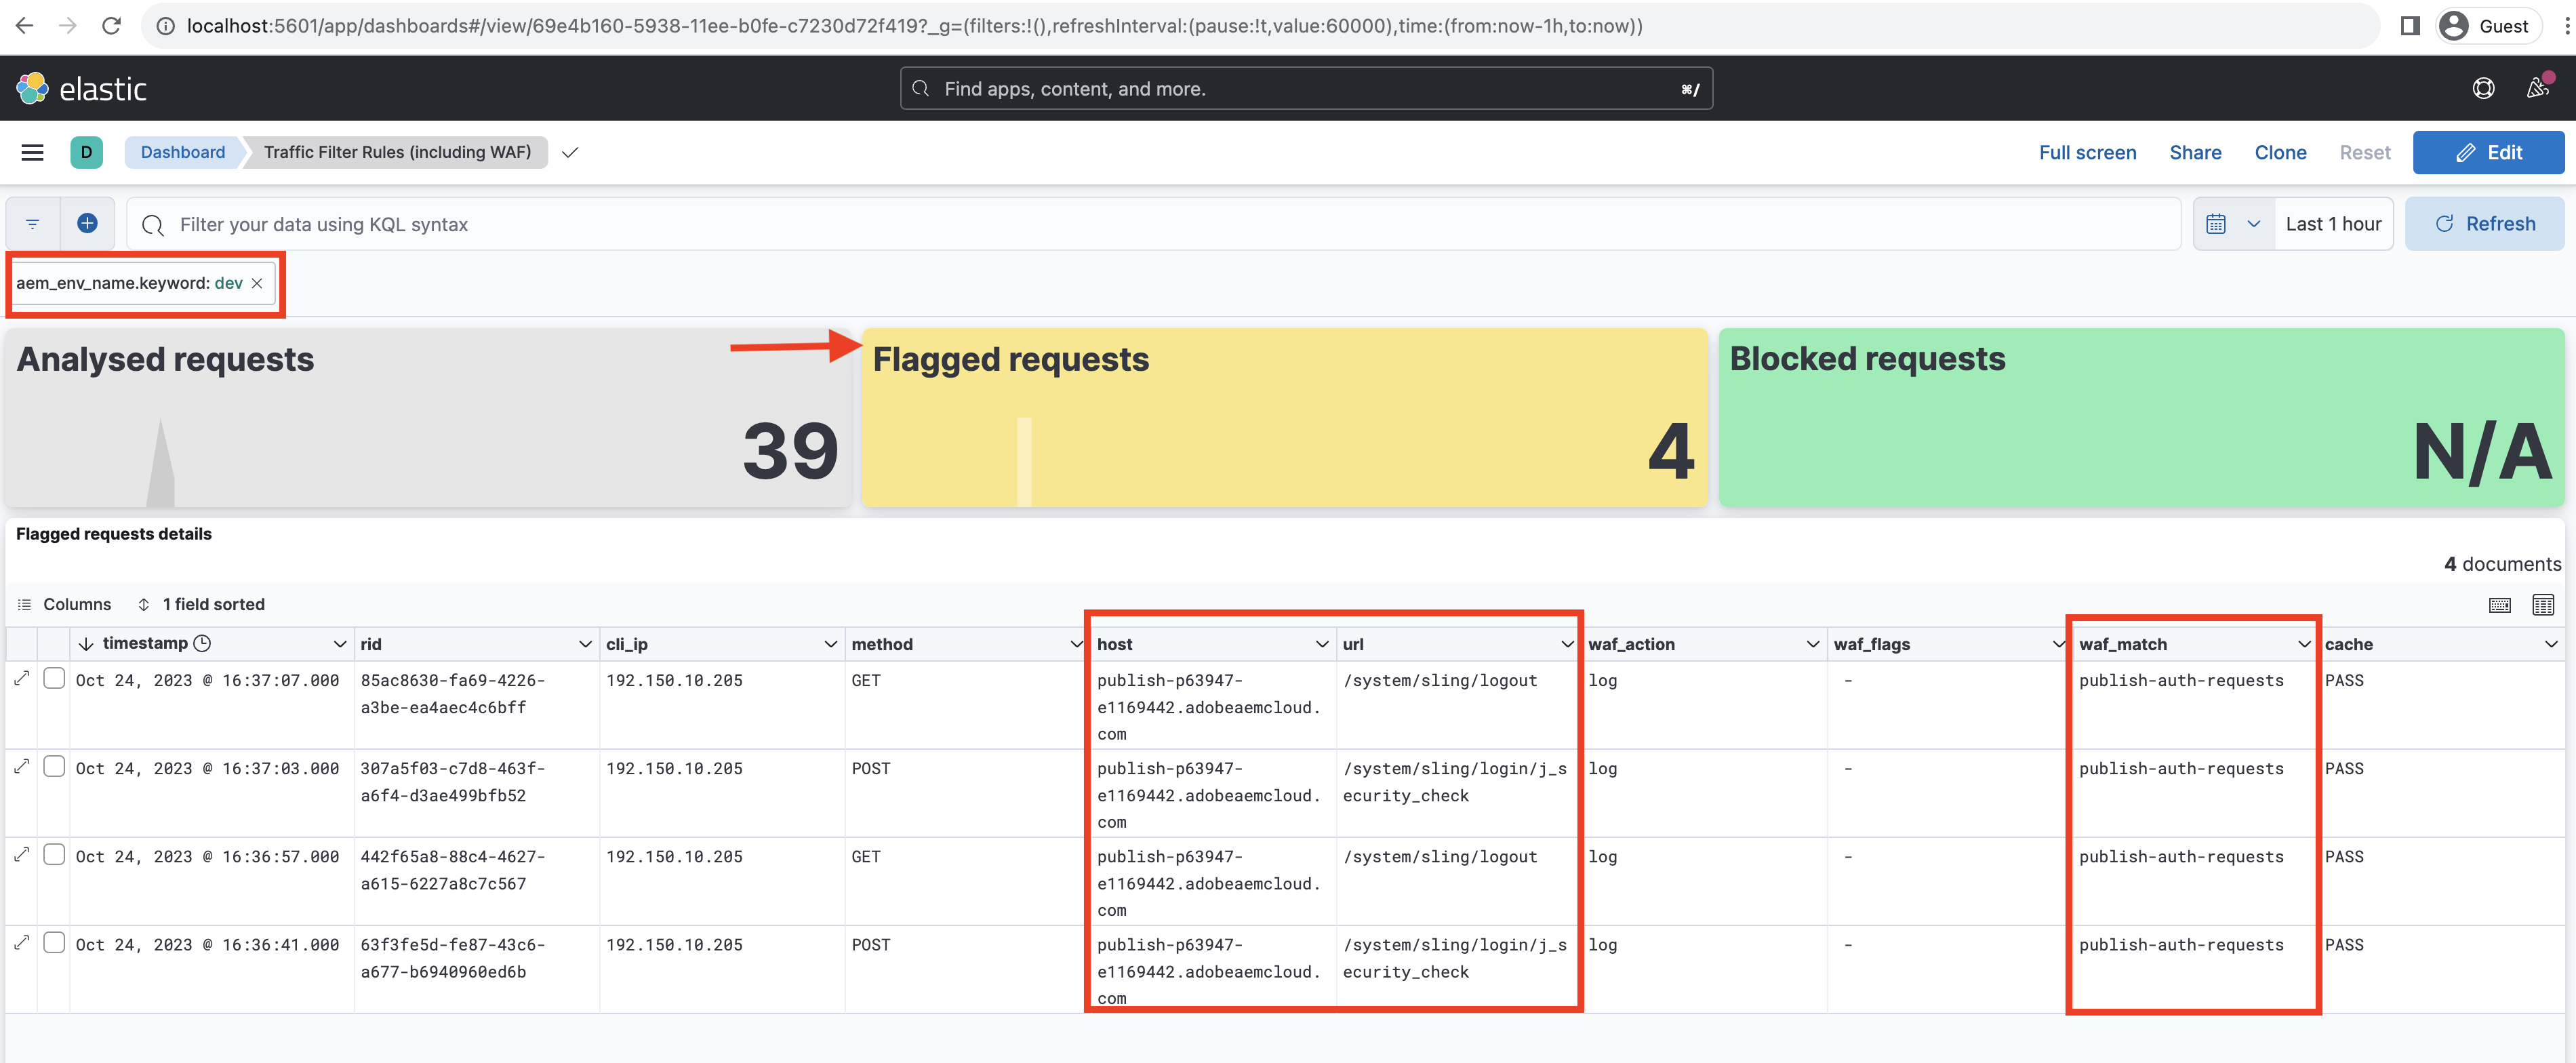 localhost:5601/app/dashboards#/view/69e4b160-5938-11ee-b0fe-c7230d72f419?_g=(filters:!(),refreshInterval:(pause:!t,value:60000),time:(from:now-1h,to:now))
Guest
elastic
Find apps, content, and more.
⌘/
D
Dashboard
Traffic Filter Rules (including WAF)
Full screen
Share
Clone
Reset
Edit
Filter your data using KQL syntax
Last 1 hour
Refresh
aem_env_name.keyword: dev
Analysed requests
39
Flagged requests
4
Blocked requests
N/A
Flagged requests details
4 documents
Columns
1 field sorted
timestamp
rid
cli_ip
method
host
url
waf_action
waf_flags
waf_match
cache
Oct 24, 2023 @ 16:37:07.000
85ac8630-fa69-4226-
a3be-ea4aec4c6bff
192.150.10.205
GET
publish-p63947-
e1169442.adobeaemcloud.
com
/system/sling/logout
log
-
publish-auth-requests
PASS
Oct 24, 2023 @ 16:37:03.000
307a5f03-c7d8-463f-
a6f4-d3ae499bfb52
192.150.10.205
POST
publish-p63947-
e1169442.adobeaemcloud.
com
/system/sling/login/j_s
ecurity_check
log
-
publish-auth-requests
PASS
Oct 24, 2023 @ 16:36:57.000
442f65a8-88c4-4627-
a615-6227a8c7c567
192.150.10.205
GET
publish-p63947-
e1169442.adobeaemcloud.
com
/system/sling/logout
log
-
publish-auth-requests
PASS
Oct 24, 2023 @ 16:36:41.000
63f3fe5d-fe87-43c6-
a677-b6940960ed6b
192.150.10.205
POST
publish-p63947-
e1169442.adobeaemcloud.
com
/system/sling/login/j_s
ecurity_check
log
-
publish-auth-requests
PASS